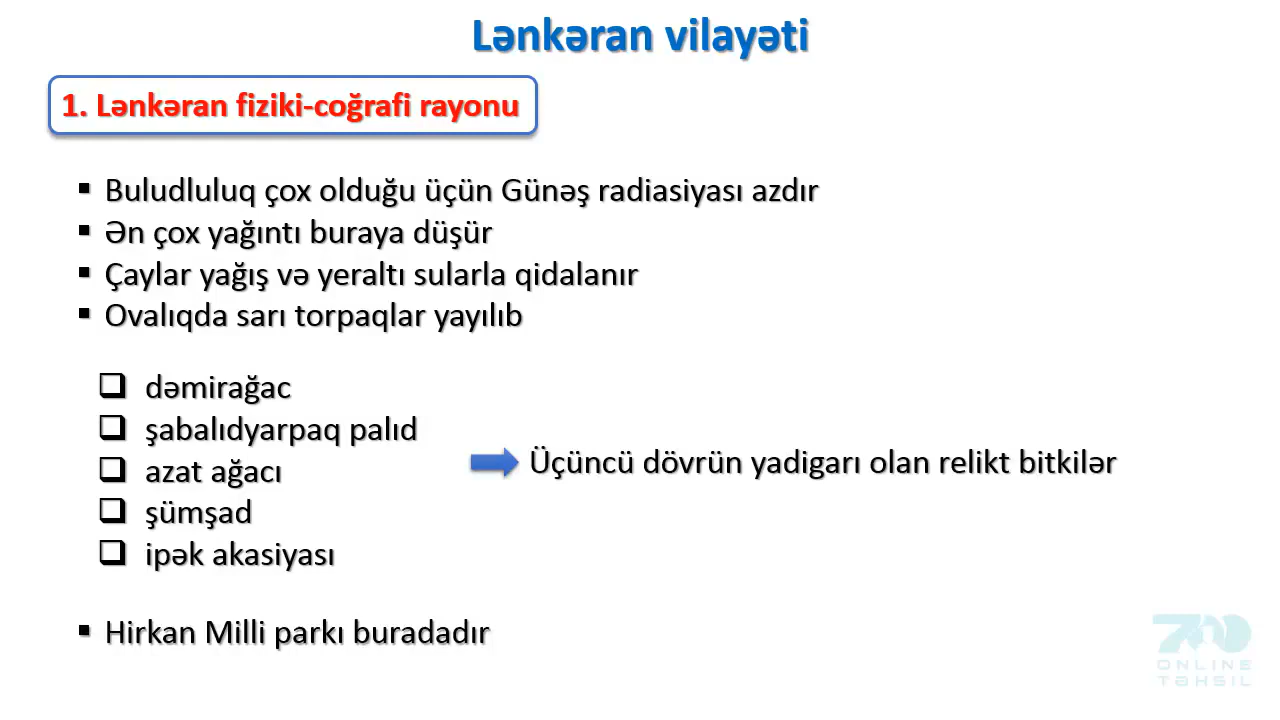 Lənkəran vilayəti
1. Lənkəran fiziki-coğrafi rayonu
▪ Buludluluq çox olduğu üçün Günəş radiasiyası azdır
▪ Ən çox yağıntı buraya düşür
▪ Çaylar yağış və yeraltı sularla qidalanır
▪ Ovalıqda sarı torpaqlar yayılıb
❑ dəmirağac
❑ şabalıdyarpaq palıd
❑ azat ağacı
❑ şümşad
❑ ipək akasiyası
Üçüncü dövrün yadigarı olan relikt bitkilər
▪ Hirkan Milli parkı buradadır
700
ONLINE
TƏHSIL